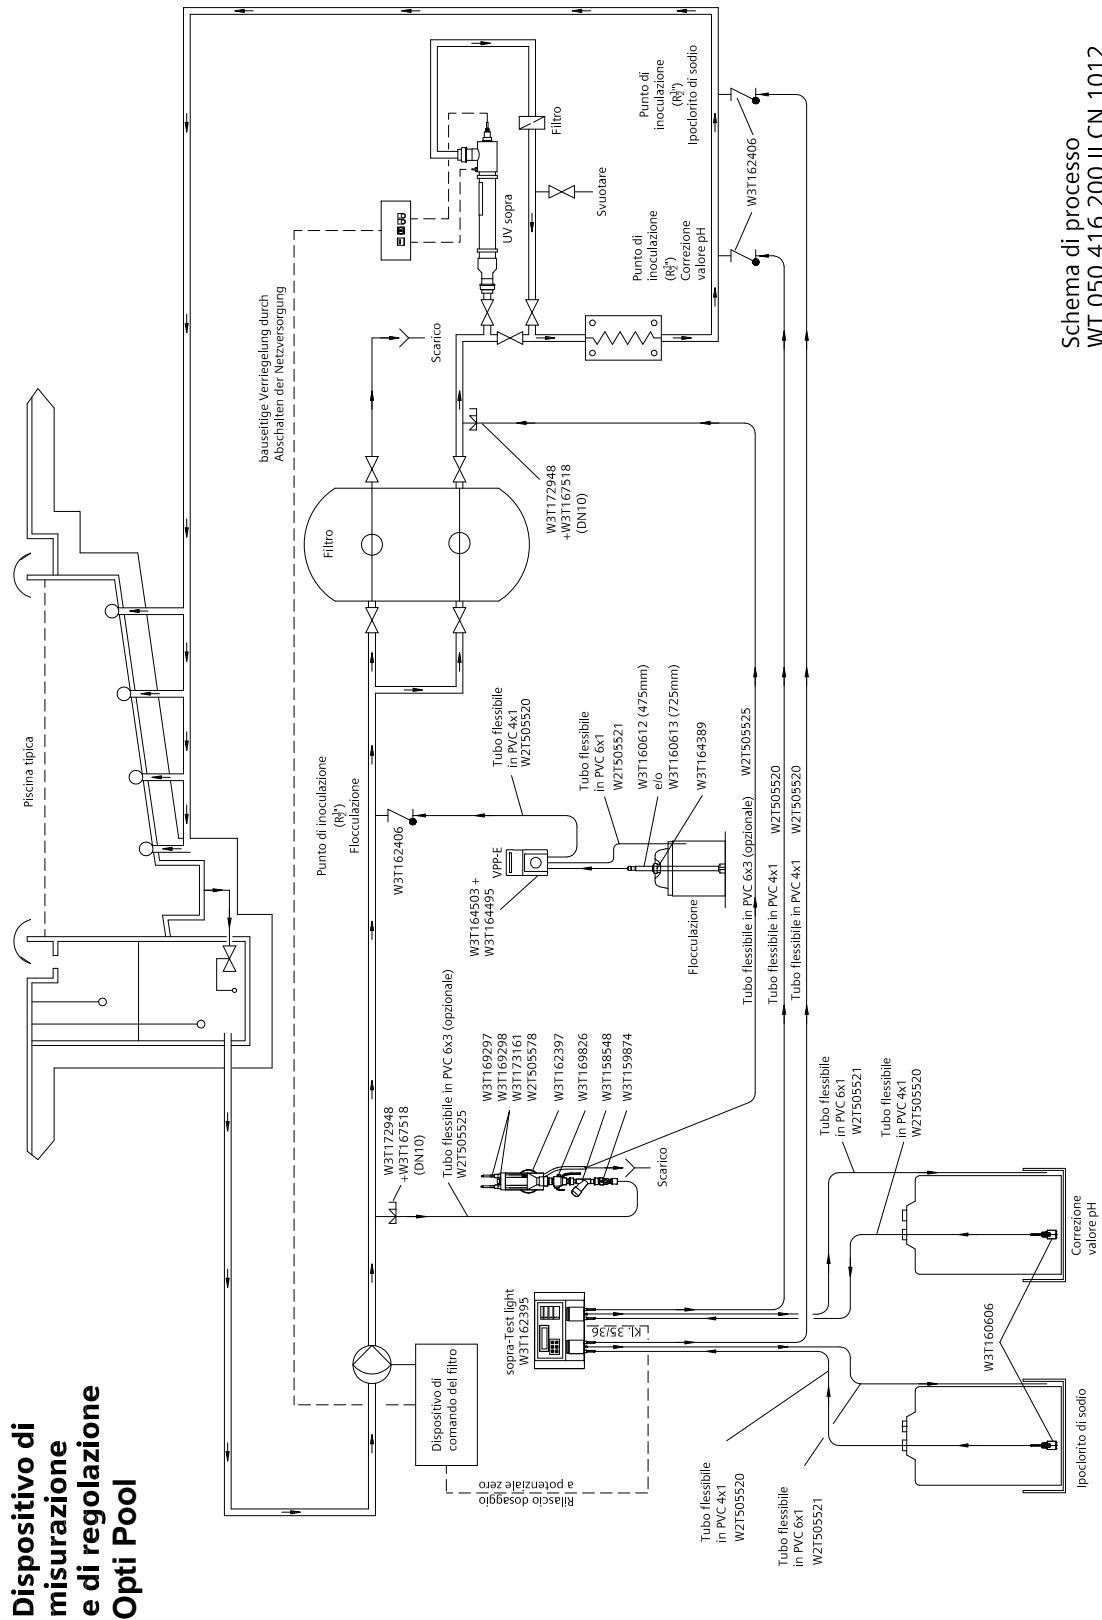 Dispositivo di
misurazione
e di regolazione
Opti Pool
Piscina tipica
bauseitige Verriegelung durch
Abschalten der Netzversorgung
Scarico
UV sopra
Filtro
Svuotare
Punto di
inoculazione
(R½")
Ipoclorito di sodio
Punto di
inoculazione
(R½")
Correzione
valore pH
W3T162406
Filtro
W3T172948
+W3T167518
(DN10)
Punto di inoculazione
(R½")
Flocculazione
W3T162406
Tubo flessibile
in PVC 4x1
W2T505520
VPP-E
W3T164503 +
W3T164495
Tubo flessibile
in PVC 6x1
W2T505521
W3T160612 (475mm)
e/o
W3T160613 (725mm)
W3T164389
Flocculazione
Tubo flessibile in PVC 6x3 (opzionale)
W2T505525
Tubo flessibile in PVC 4x1
W2T505520
Tubo flessibile in PVC 4x1
W2T505520
W3T172948
+W3T167518
(DN10)
Tubo flessibile in PVC 6x3 (opzionale)
W2T505525
W3T169297
W3T169298
W3T173161
W2T505578
W3T162397
W3T169826
W3T158548
W3T159874
Scarico
Dispositivo di
comando del filtro
Rilascio dosaggio
a potenziale zero
sopra-Test light
W3T162395
KL 35/36
Tubo flessibile
in PVC 6x1
W2T505521
Tubo flessibile
in PVC 4x1
W2T505520
Tubo flessibile
in PVC 4x1
W2T505520
Tubo flessibile
in PVC 6x1
W2T505521
W3T160606
Ipoclorito di sodio
Correzione
valore pH
Schema di processo